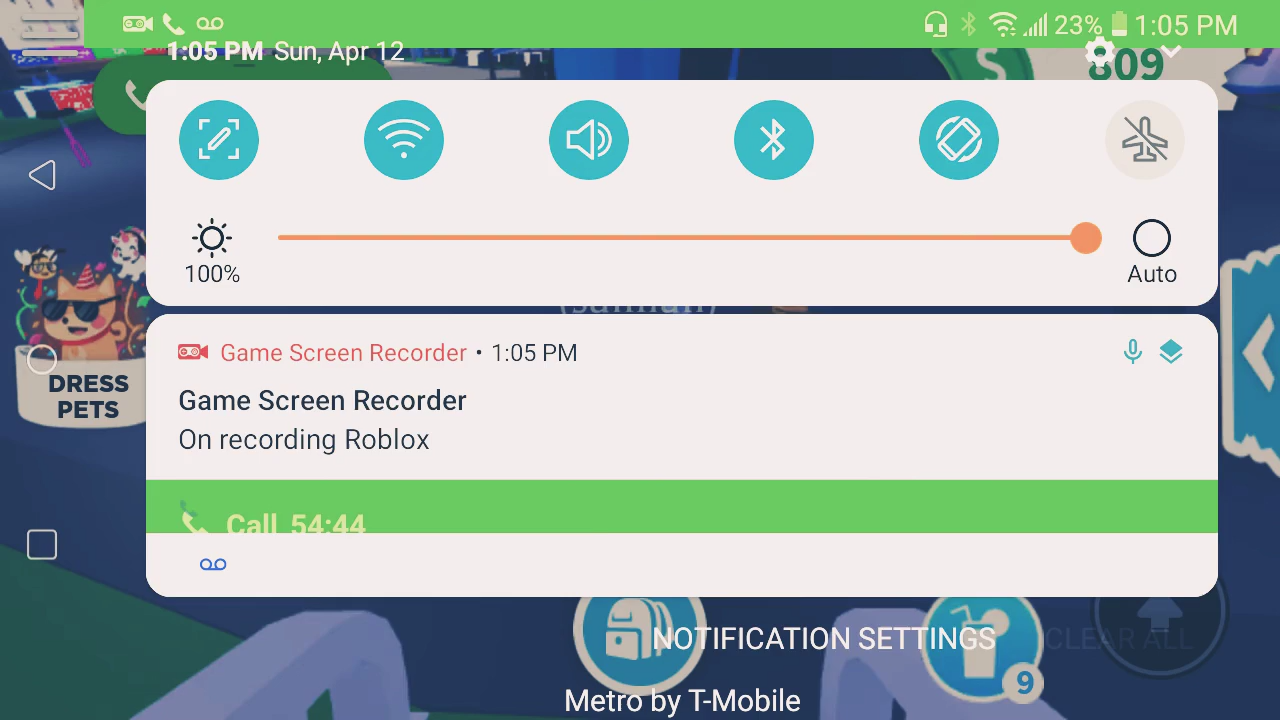 23% 1:05 PM
1:05 PM Sun, Apr 12
S
809
100%
Auto
DRESS
PETS
Game Screen Recorder • 1:05 PM
Game Screen Recorder
On recording Roblox
Call 54:44
NOTIFICATION SETTINGS
CLEAR ALL
9
Metro by T-Mobile